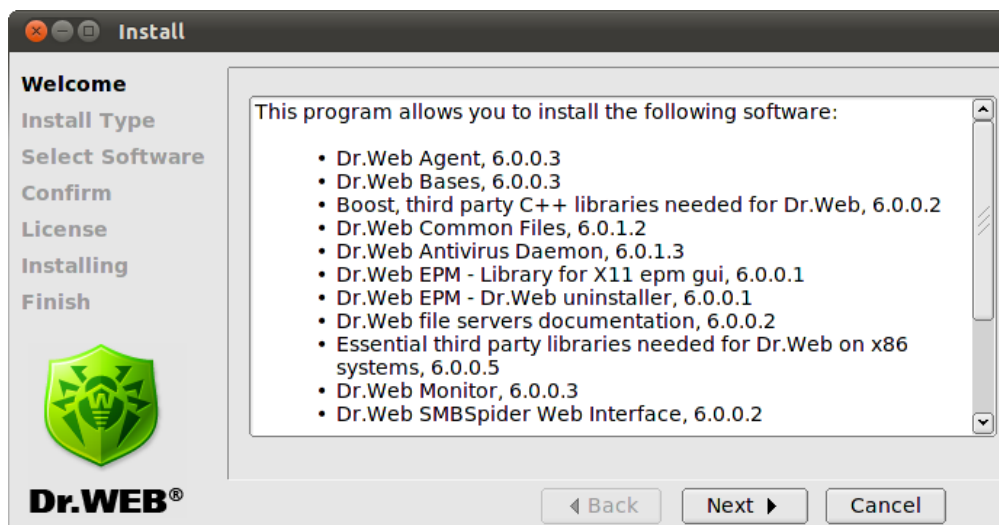 Install
Welcome
Install Type
Select Software
Confirm
License
Installing
Finish
This program allows you to install the following software:
• Dr.Web Agent, 6.0.0.3
• Dr.Web Bases, 6.0.0.3
• Boost, third party C++ libraries needed for Dr.Web, 6.0.0.2
• Dr.Web Common Files, 6.0.1.2
• Dr.Web Antivirus Daemon, 6.0.1.3
• Dr.Web EPM - Library for X11 epm gui, 6.0.0.1
• Dr.Web EPM - Dr.Web uninstaller, 6.0.0.1
• Dr.Web file servers documentation, 6.0.0.2
• Essential third party libraries needed for Dr.Web on x86
systems, 6.0.0.5
• Dr.Web Monitor, 6.0.0.3
• Dr.Web SMBSpider Web Interface, 6.0.0.2
Dr.WEB®
Back
Next
Cancel